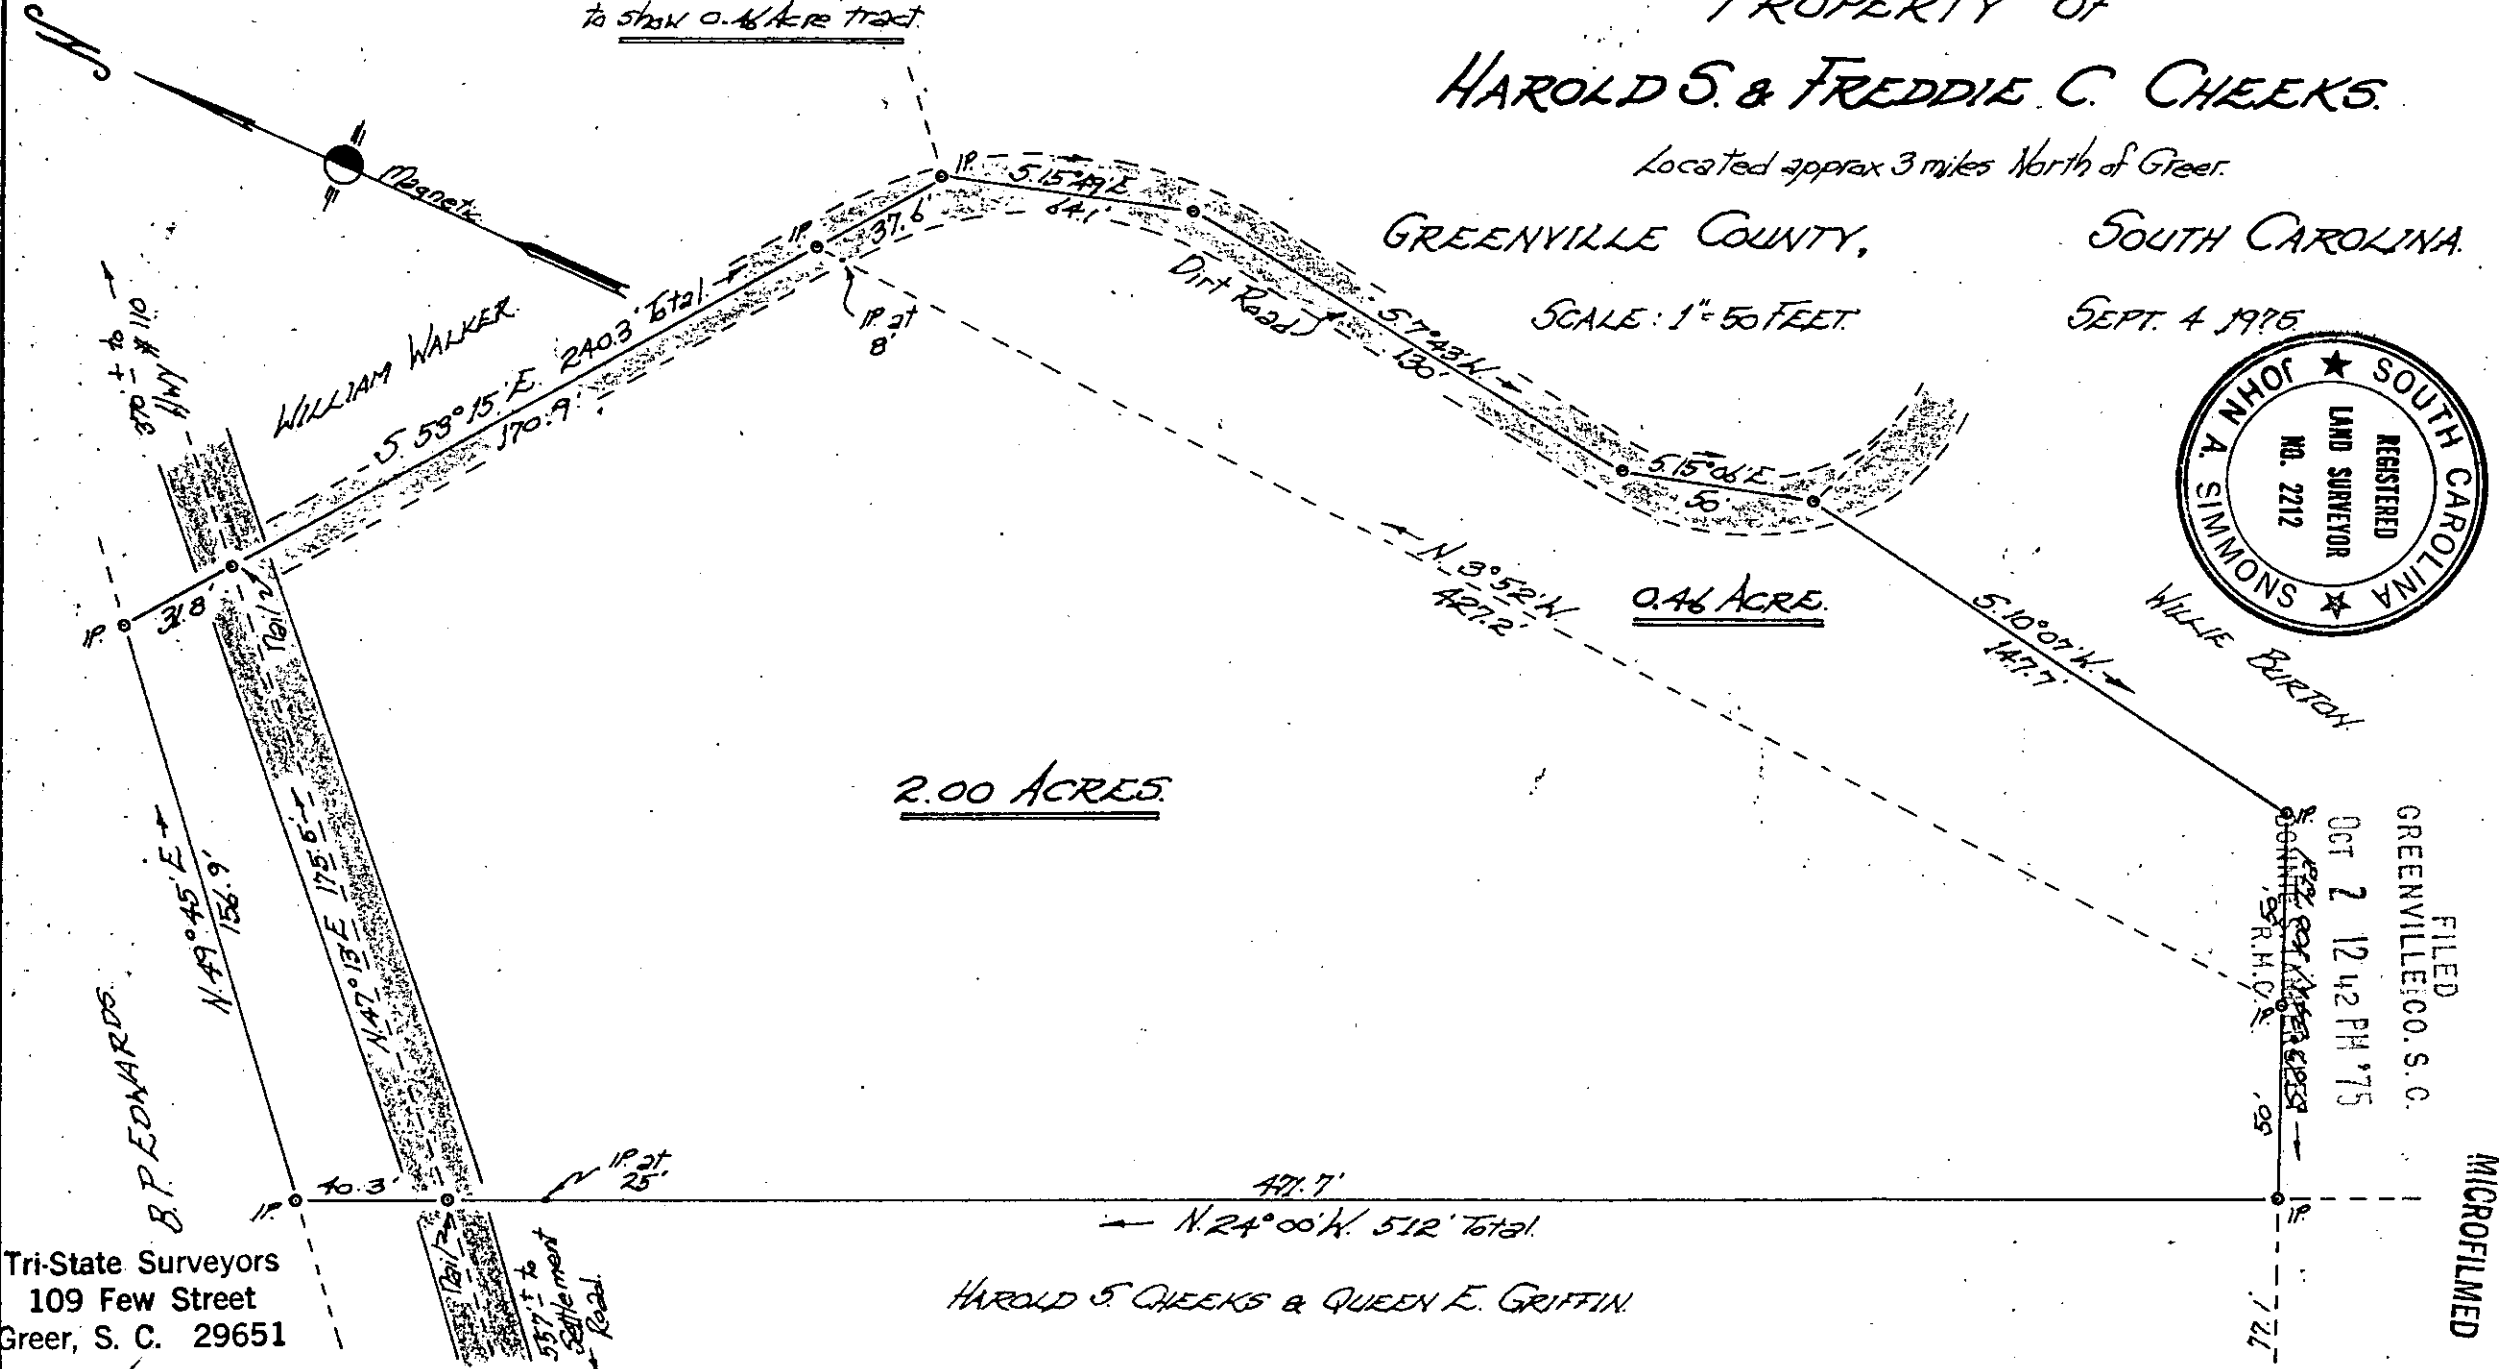 to show 0.46 Acre tract.
PROPERTY OF
HAROLD S. & FREDDIE C. CHEEKS.
Located approx 3 miles North of Greer.
GREENVILLE COUNTY, SOUTH CAROLINA.
SCALE: 1" = 50 FEET. SEPT. 4 1975
N
Magnetic
SOUTH CAROLINA
JOHN A. SIMMONS
REGISTERED
LAND SURVEYOR
NO. 2212
370' ± to
HWY #110
WILLIAM WALKER.
S. 53° 15' E. 240.3' Total.
170.9'
37.6'
IP.
IP.
IP. at
8'
S. 15° 49' E.
64.1'
Dirt Road
S. 7° 43' W.
130'
S. 15° 06' E.
50'
N. 3° 52' W.
427.2'
0.46 ACRE.
S. 10° 07' W.
147.7'
WILLIE BURTON
31.8'
IP.
Nail
2.00 ACRES.
N. 49° 45' E
156.9'
N. 47° 13' E 175.5'
B.P. EDWARDS.
IP.
40.3'
Nail
IP. at
25'
557' ± to
Settlement
Road.
471.7'
N. 24° 00' W. 512' Total.
HAROLD S. CHEEKS & QUEEN E. GRIFFIN.
IP.
R.M.C.
IP.
50'
IP.
FILED
GREENVILLE CO. S. C.
OCT 2 12 42 PM '75
MICROFILMED
Tri-State Surveyors
109 Few Street
Greer, S. C. 29651